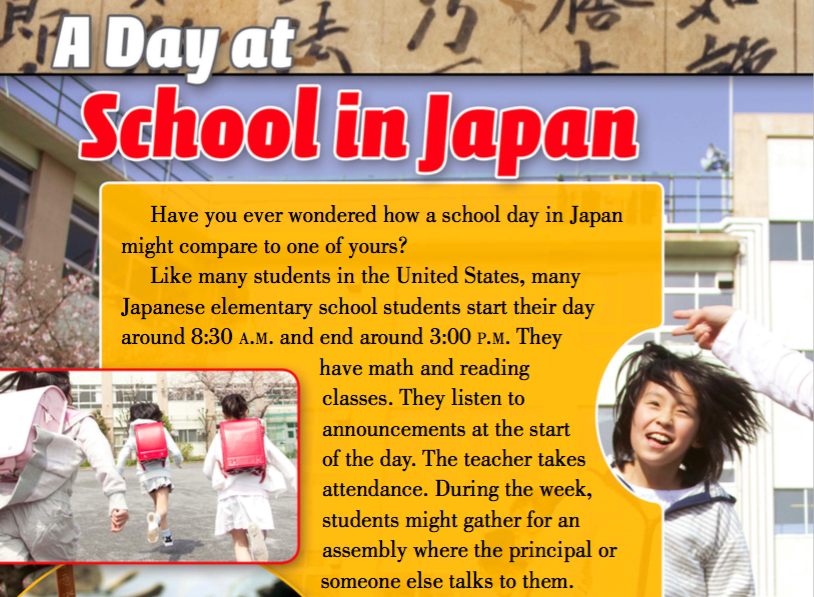 A Day at
School in Japan
Have you ever wondered how a school day in Japan
might compare to one of yours?
Like many students in the United States, many
Japanese elementary school students start their day
around 8:30 A.M. and end around 3:00 P.M. They
have math and reading
classes. They listen to
announcements at the start
of the day. The teacher takes
attendance. During the week,
students might gather for an
assembly where the principal or
someone else talks to them.